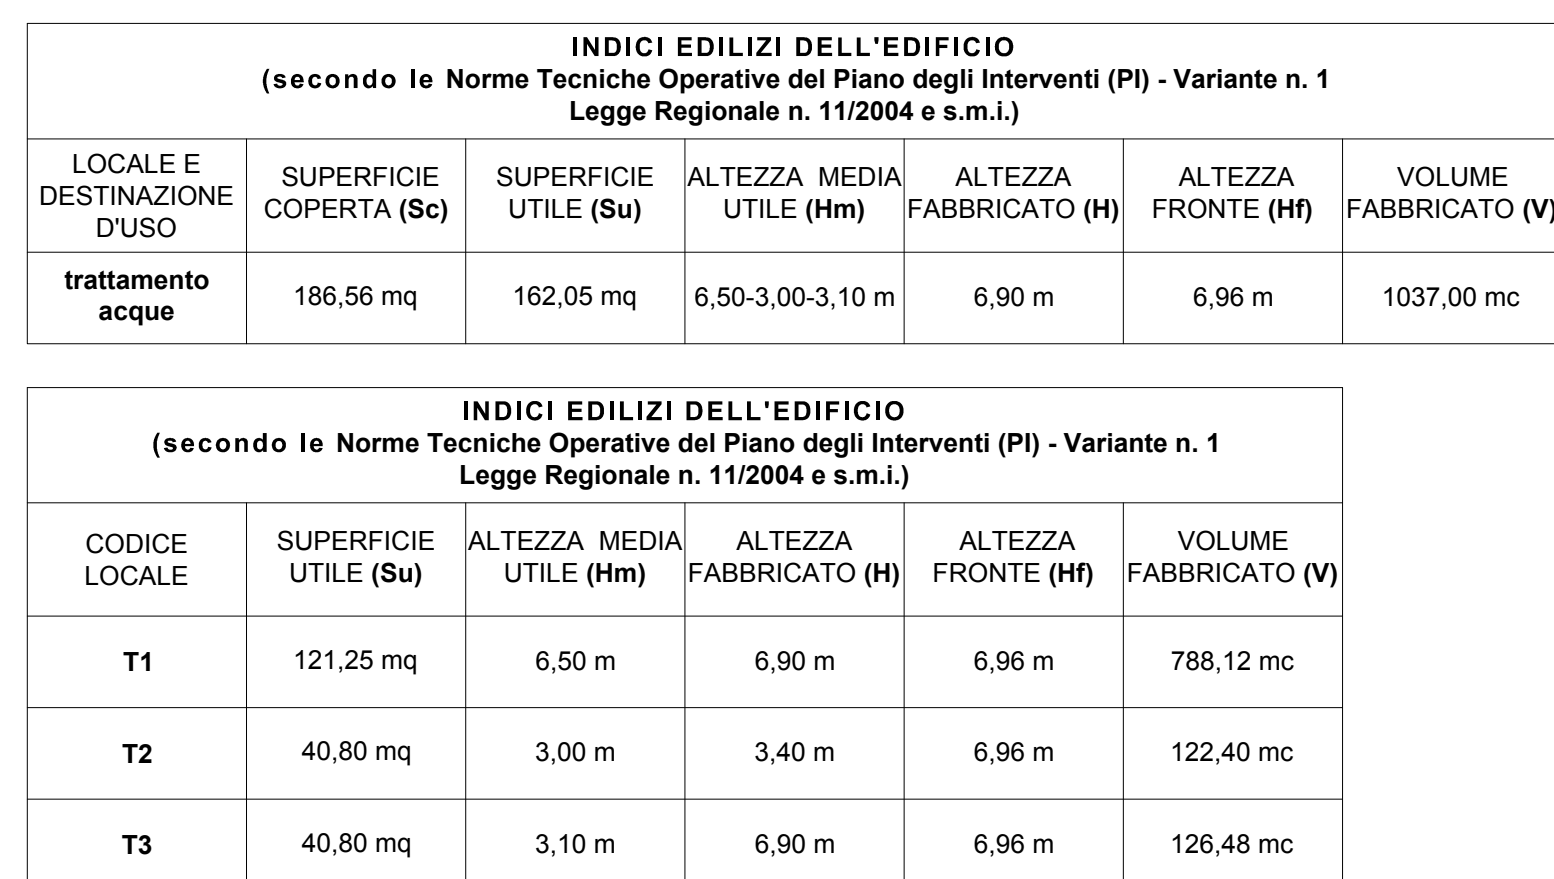 INDICI EDILIZI DELL'EDIFICIO
(secondo le Norme Tecniche Operative del Piano degli Interventi (PI) - Variante n. 1
Legge Regionale n. 11/2004 e s.m.i.)
LOCALE E
DESTINAZIONE
D'USO
SUPERFICIE
COPERTA (Sc)
SUPERFICIE
UTILE (Su)
ALTEZZA MEDIA
UTILE (Hm)
ALTEZZA
FABBRICATO (H)
ALTEZZA
FRONTE (Hf)
VOLUME
FABBRICATO (V)
trattamento
acque
186,56 mq
162,05 mq
6,50-3,00-3,10 m
6,90 m
6,96 m
1037,00 mc
INDICI EDILIZI DELL'EDIFICIO
(secondo le Norme Tecniche Operative del Piano degli Interventi (PI) - Variante n. 1
Legge Regionale n. 11/2004 e s.m.i.)
CODICE
LOCALE
SUPERFICIE
UTILE (Su)
ALTEZZA MEDIA
UTILE (Hm)
ALTEZZA
FABBRICATO (H)
ALTEZZA
FRONTE (Hf)
VOLUME
FABBRICATO (V)
T1
121,25 mq
6,50 m
6,90 m
6,96 m
788,12 mc
T2
40,80 mq
3,00 m
3,40 m
6,96 m
122,40 mc
T3
40,80 mq
3,10 m
6,90 m
6,96 m
126,48 mc